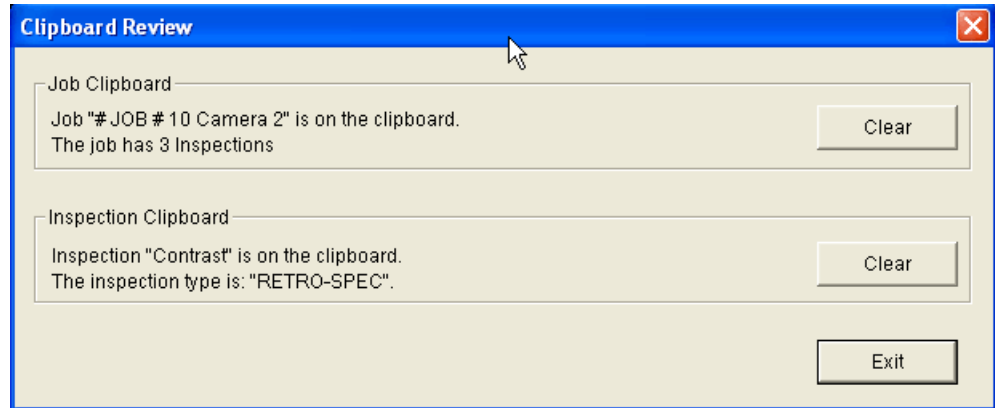 Clipboard Review
Job Clipboard
Job "# JOB # 10 Camera 2" is on the clipboard.
The job has 3 Inspections
Clear
Inspection Clipboard
Inspection "Contrast" is on the clipboard.
The inspection type is: "RETRO-SPEC".
Clear
Exit